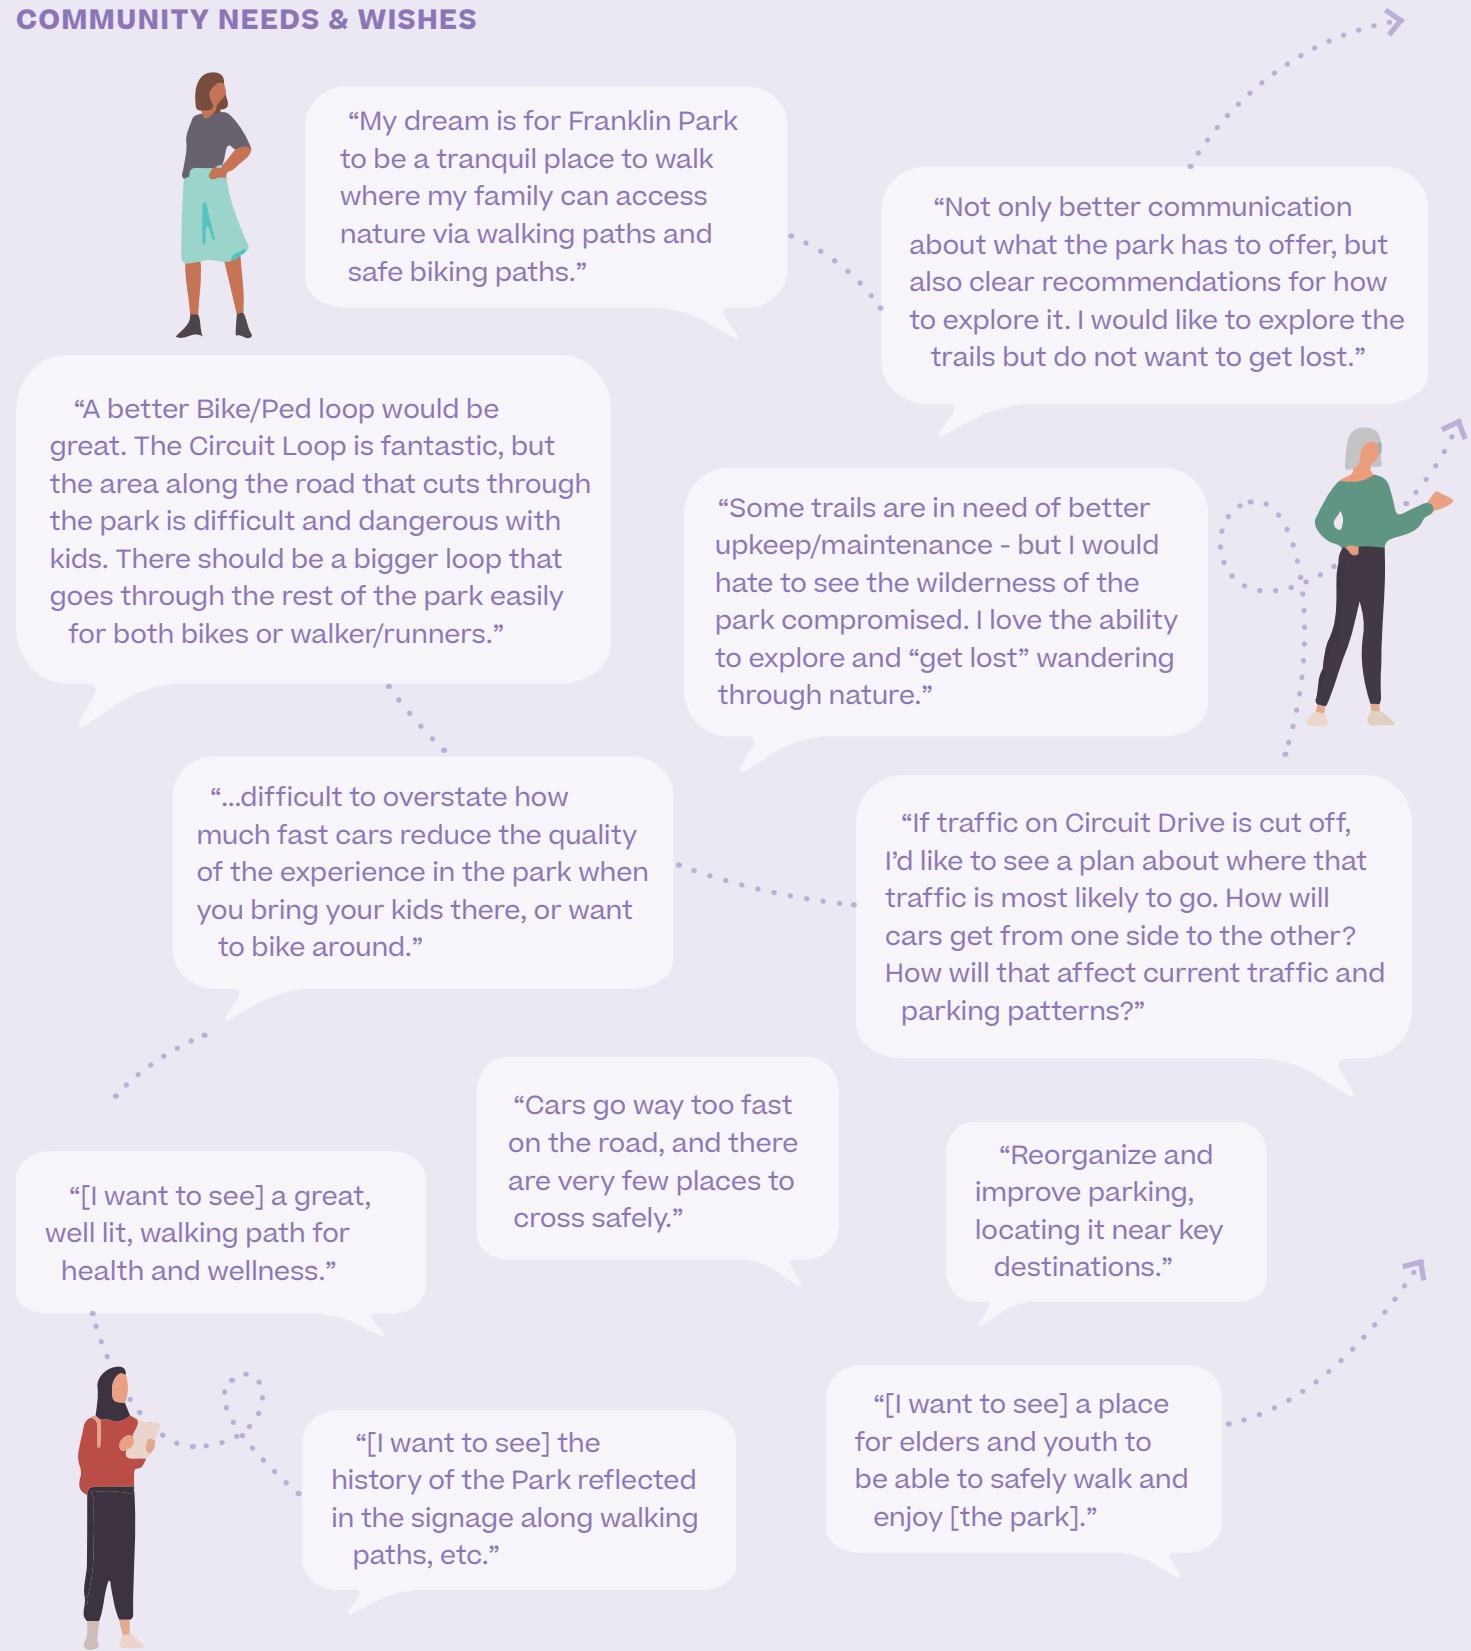 COMMUNITY NEEDS & WISHES
“My dream is for Franklin Park
to be a tranquil place to walk
where my family can access
nature via walking paths and
safe biking paths.”
“Not only better communication
about what the park has to offer, but
also clear recommendations for how
to explore it. I would like to explore the
trails but do not want to get lost.”
“A better Bike/Ped loop would be
great. The Circuit Loop is fantastic, but
the area along the road that cuts through
the park is difficult and dangerous with
kids. There should be a bigger loop that
goes through the rest of the park easily
for both bikes or walker/runners.”
“Some trails are in need of better
upkeep/maintenance - but I would
hate to see the wilderness of the
park compromised. I love the ability
to explore and “get lost” wandering
through nature.”
“...difficult to overstate how
much fast cars reduce the quality
of the experience in the park when
you bring your kids there, or want
to bike around.”
“If traffic on Circuit Drive is cut off,
I’d like to see a plan about where that
traffic is most likely to go. How will
cars get from one side to the other?
How will that affect current traffic and
parking patterns?”
“Cars go way too fast
on the road, and there
are very few places to
cross safely.”
“Reorganize and
improve parking,
locating it near key
destinations.”
“[I want to see] a great,
well lit, walking path for
health and wellness.”
“[I want to see] the
history of the Park reflected
in the signage along walking
paths, etc.”
“[I want to see] a place
for elders and youth to
be able to safely walk and
enjoy [the park].”